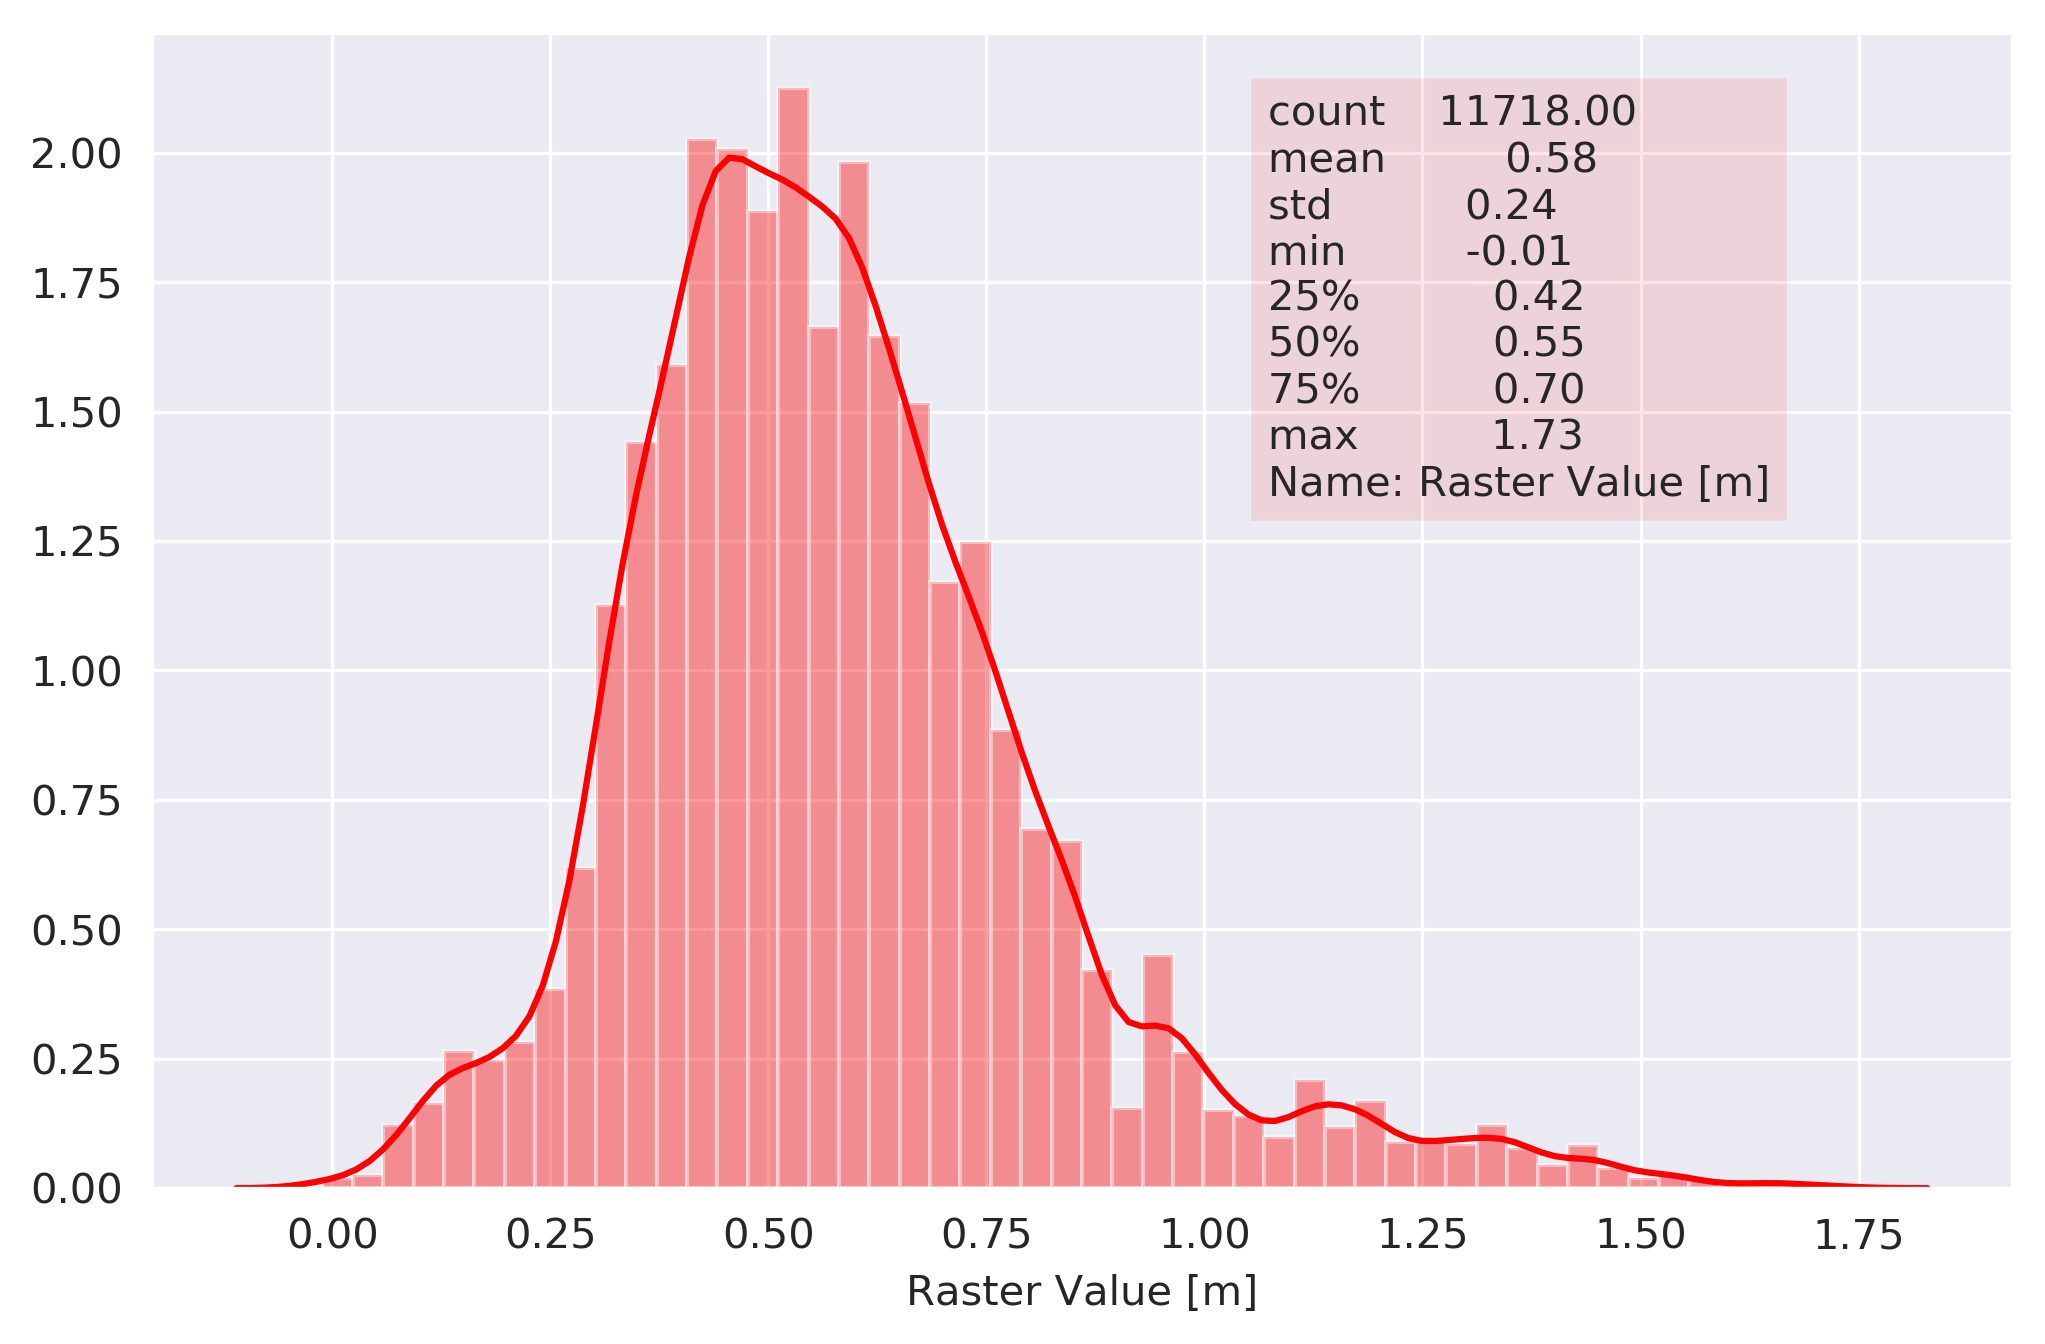 2.00
1.75
1.50
1.25
1.00
0.75
0.50
0.25
0.00
count 11718.00
mean 0.58
std 0.24
min -0.01
25% 0.42
50% 0.55
75% 0.70
max 1.73
Name: Raster Value [m]
0.00 0.25 0.50 0.75 1.00 1.25 1.50 1.75
Raster Value [m]